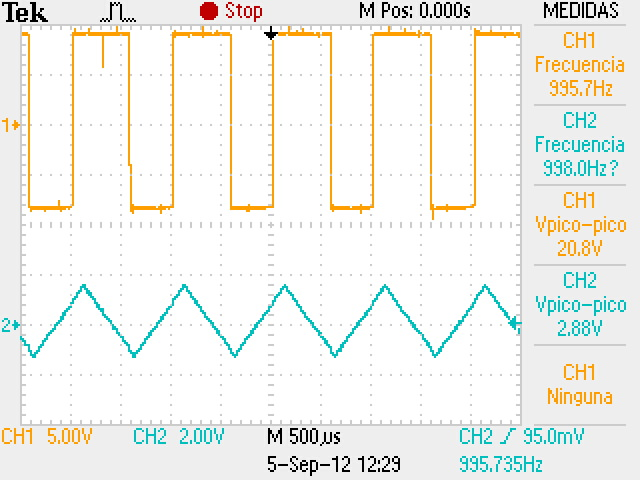 Tek Stop M Pos: 0.000s MEDIDAS
CH1
Frecuencia
995.7Hz
CH2
Frecuencia
998.0Hz?
CH1
Vpico-pico
20.8V
CH2
Vpico-pico
2.88V
CH1
Ninguna
1
2
CH1 5.00V CH2 2.00V M 500µs CH2 95.0mV
5-Sep-12 12:29 995.735Hz